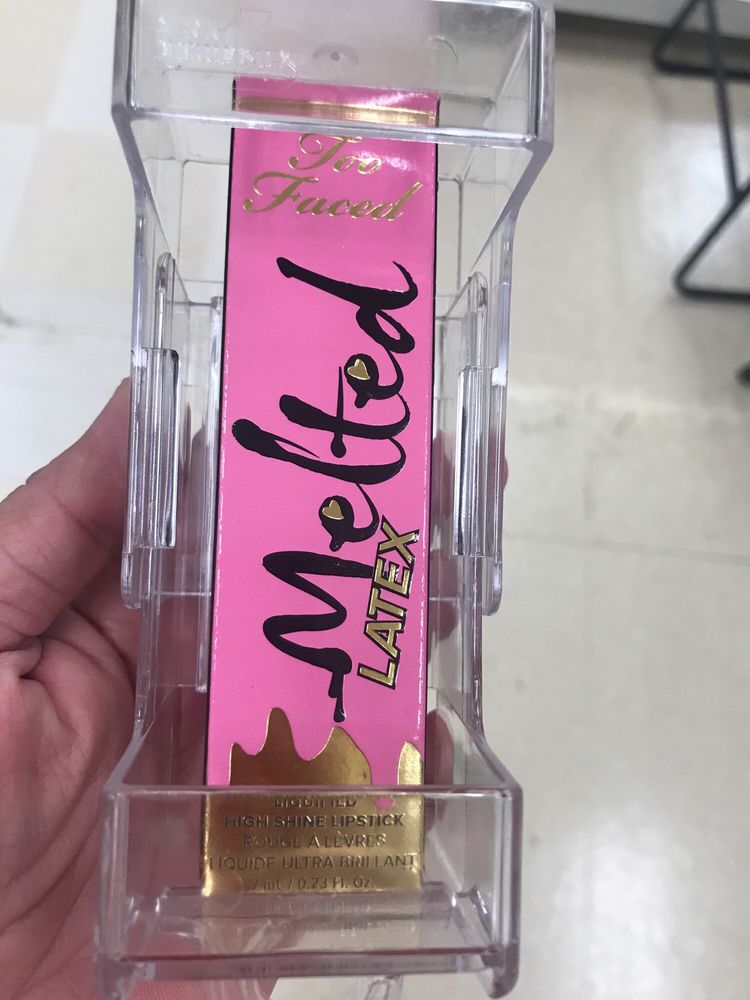 Too
Faced
Melted
LATEX
LIQUIFIED
HIGH SHINE LIPSTICK
ROUGE À LÈVRES
LIQUIDE ULTRA BRILLANT
7 mL / 0.23 Fl. Oz.